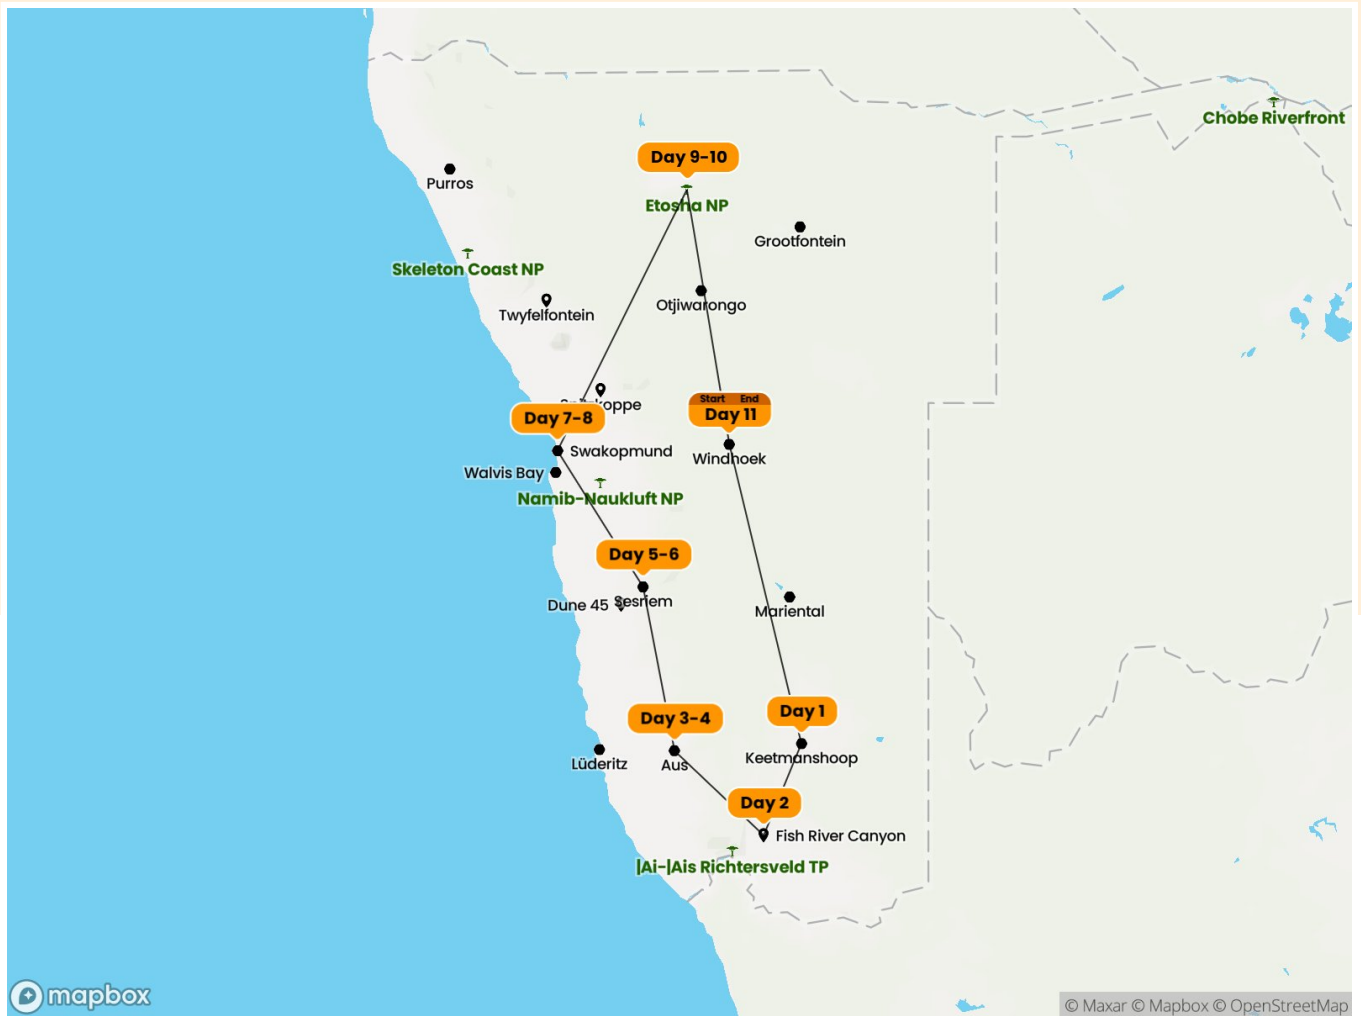 Chobe Riverfront
Day 9-10
Purros
Etosha NP
Grootfontein
Skeleton Coast NP
Otjiwarongo
Twyfelfontein
Start End
Day 11
Spitzkoppe
Day 7-8
Swakopmund
Windhoek
Walvis Bay
Namib-Naukluft NP
Day 5-6
Sesriem
Dune 45
Mariental
Day 1
Day 3-4
Keetmanshoop
Lüderitz
Aus
Day 2
Fish River Canyon
|Ai-|Ais Richtersveld TP
mapbox
© Maxar © Mapbox © OpenStreetMap